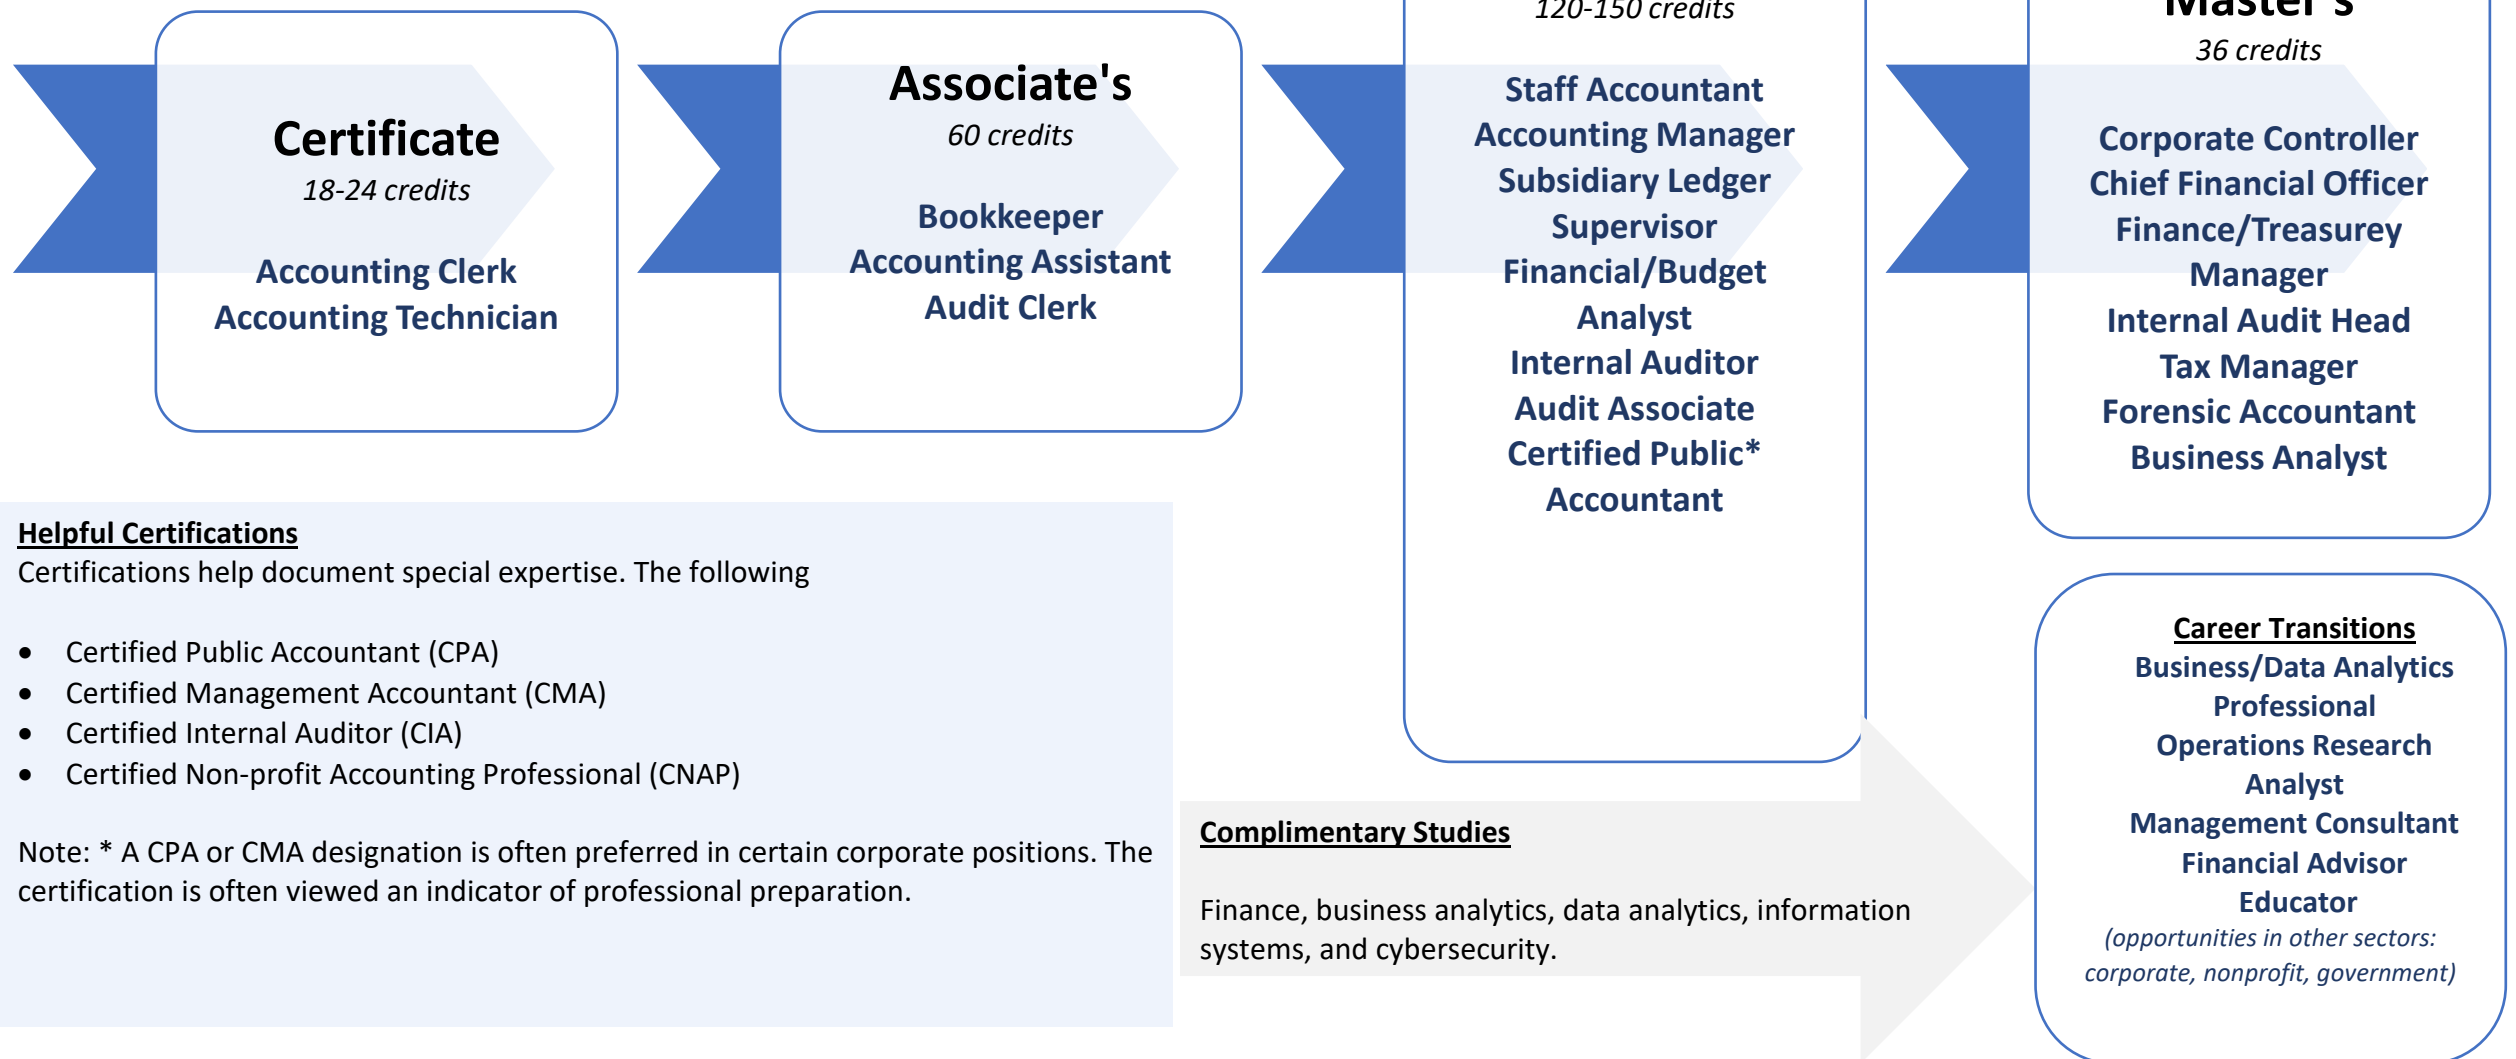 Certificate
18-24 credits
Accounting Clerk
Accounting Technician
Associate's
60 credits
Bookkeeper
Accounting Assistant
Audit Clerk
120-150 credits
Staff Accountant
Accounting Manager
Subsidiary Ledger
Supervisor
Financial/Budget
Analyst
Internal Auditor
Audit Associate
Certified Public*
Accountant
Master's
36 credits
Corporate Controller
Chief Financial Officer
Finance/Treasurey
Manager
Internal Audit Head
Tax Manager
Forensic Accountant
Business Analyst
Helpful Certifications
Certifications help document special expertise. The following
• Certified Public Accountant (CPA)
• Certified Management Accountant (CMA)
• Certified Internal Auditor (CIA)
• Certified Non-profit Accounting Professional (CNAP)
Note: * A CPA or CMA designation is often preferred in certain corporate positions. The
certification is often viewed an indicator of professional preparation.
Complimentary Studies
Finance, business analytics, data analytics, information
systems, and cybersecurity.
Career Transitions
Business/Data Analytics
Professional
Operations Research
Analyst
Management Consultant
Financial Advisor
Educator
(opportunities in other sectors:
corporate, nonprofit, government)